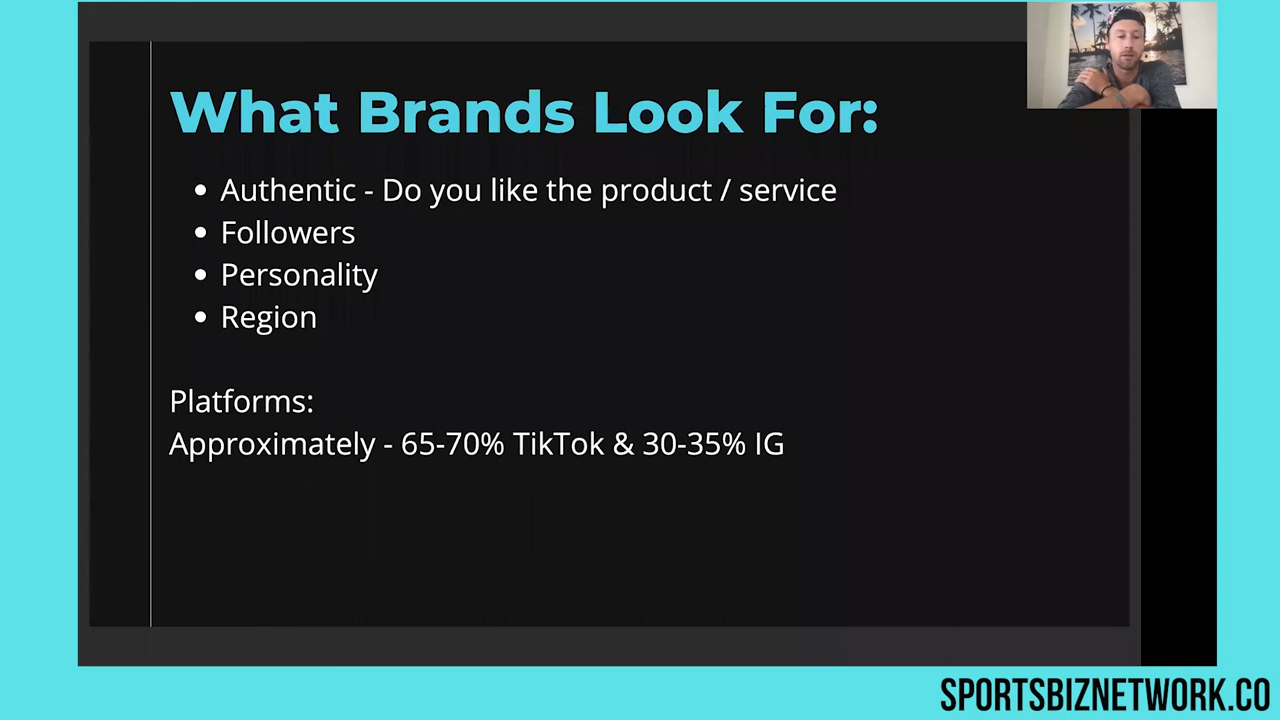 What Brands Look For:
• Authentic - Do you like the product / service
• Followers
• Personality
• Region
Platforms:
Approximately - 65-70% TikTok & 30-35% IG
SPORTSBIZNETWORK.CO